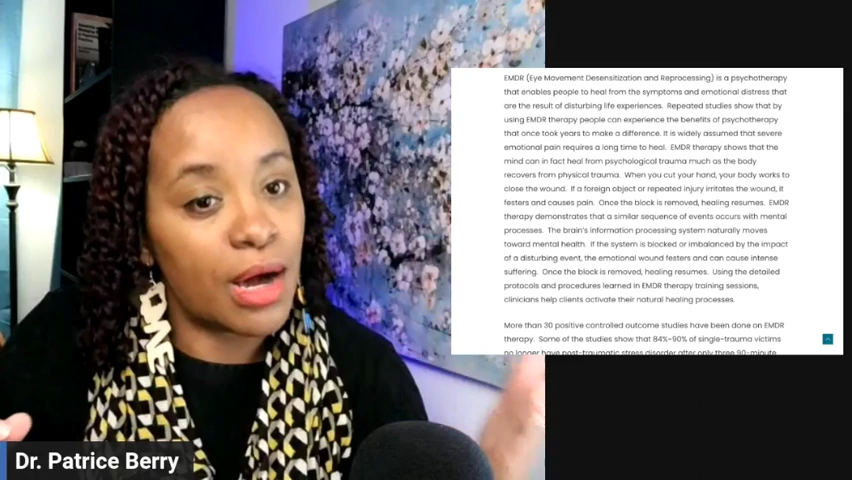 EMDR (Eye Movement Desensitization and Reprocessing) is a psychotherapy
that enables people to heal from the symptoms and emotional distress that
are the result of disturbing life experiences. Repeated studies show that by
using EMDR therapy people can experience the benefits of psychotherapy
that once took years to make a difference. It is widely assumed that severe
emotional pain requires a long time to heal. EMDR therapy shows that the
mind can in fact heal from psychological trauma much as the body
recovers from physical trauma. When you cut your hand, your body works to
close the wound. If a foreign object or repeated injury irritates the wound, it
festers and causes pain. Once the block is removed, healing resumes. EMDR
therapy demonstrates that a similar sequence of events occurs with mental
processes. The brain's information processing system naturally moves
toward mental health. If the system is blocked or imbalanced by the impact
of a disturbing event, the emotional wound festers and can cause intense
suffering. Once the block is removed, healing resumes. Using the detailed
protocols and procedures learned in EMDR therapy training sessions,
clinicians help clients activate their natural healing processes.
More than 30 positive controlled outcome studies have been done on EMDR
therapy. Some of the studies show that 84%-90% of single-trauma victims
no longer have post-traumatic stress disorder after only three 90-minute
Dr. Patrice Berry